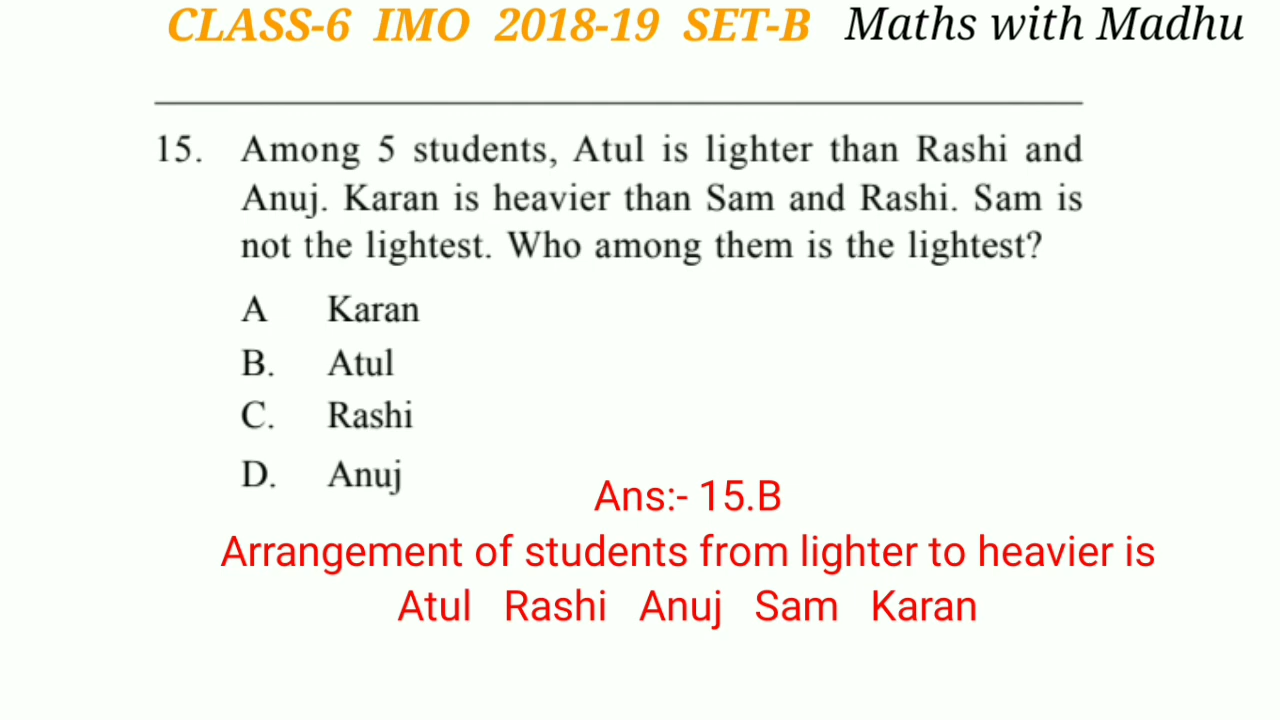 CLASS-6 IMO 2018-19 SET-B Maths with Madhu
15. Among 5 students, Atul is lighter than Rashi and
Anuj. Karan is heavier than Sam and Rashi. Sam is
not the lightest. Who among them is the lightest?
A Karan
B. Atul
C. Rashi
D. Anuj
Ans:- 15.B
Arrangement of students from lighter to heavier is
Atul Rashi Anuj Sam Karan